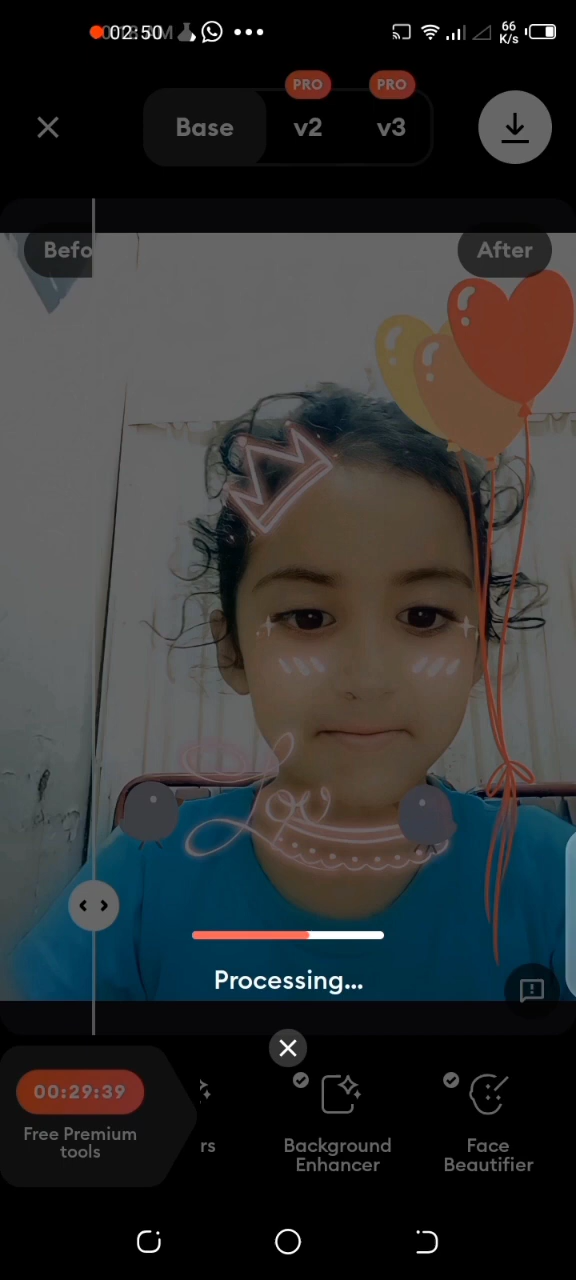 02:50
66
K/s
PRO
PRO
Base
v2
v3
Befo
After
Lov
Processing...
00:29:39
Free Premium
tools
rs
Background
Enhancer
Face
Beautifier